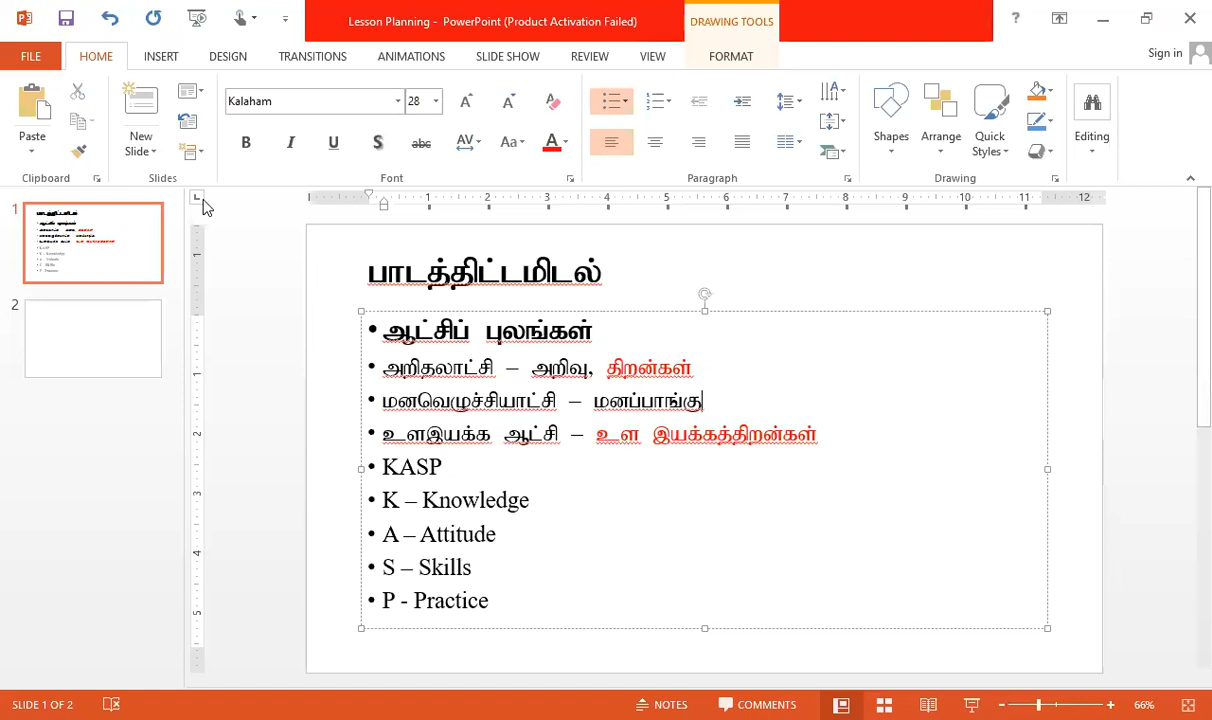 Lesson Planning - PowerPoint (Product Activation Failed)
DRAWING TOOLS
FILE HOME INSERT DESIGN TRANSITIONS ANIMATIONS SLIDE SHOW REVIEW VIEW FORMAT
Sign in
Paste
New Slide
Kalaham 28
Shapes Arrange Quick Styles
Editing
Clipboard Slides Font Paragraph Drawing
1
2
பாடத்திட்டமிடல்
• ஆட்சிப் புலங்கள்
• அறிதலாட்சி – அறிவு, திறன்கள்
• மனவெழுச்சியாட்சி – மனப்பாங்கு
• உளஇயக்க ஆட்சி – உள இயக்கத்திறன்கள்
• KASP
• K – Knowledge
• A – Attitude
• S – Skills
• P - Practice
SLIDE 1 OF 2
NOTES
COMMENTS
66%